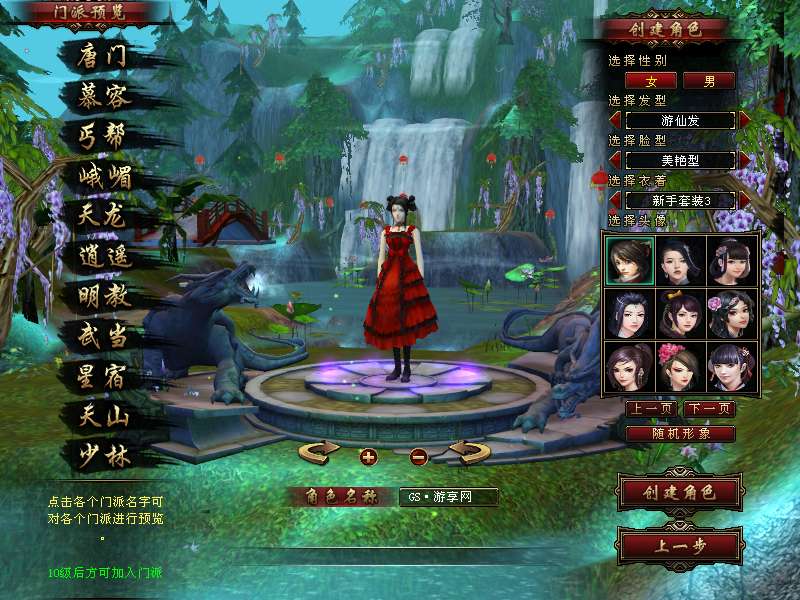 门派预览
唐门
慕容
丐帮
峨嵋
天龙
逍遥
明教
武当
星宿
天山
少林
点击各个门派名字可
对各个门派进行预览
。
10级后方可加入门派
角色名称
GS·游享网
创建角色
选择性别
女 男
选择发型
游仙发
选择脸型
美艳型
选择衣着
新手套装3
选择头像
上一页 下一页
随机形象
创建角色
上一步